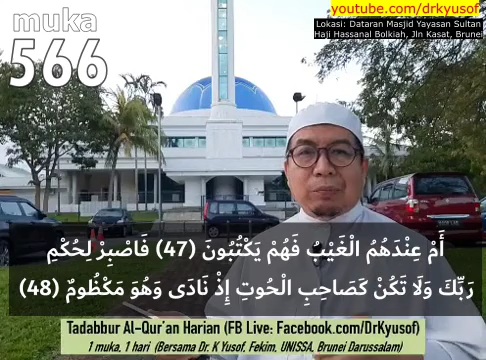 muka
566
youtube.com/drkyusof
Lokasi: Dataran Masjid Yayasan Sultan
Haji Hassanal Bolkiah, Jln Kasat, Brunei
أَمْ عِنْدَهُمُ الْغَيْبُ فَهُمْ يَكْتُبُونَ (47) فَاصْبِرْ لِحُكْمِ
رَبِّكَ وَلَا تَكُنْ كَصَاحِبِ الْحُوتِ إِذْ نَادَى وَهُوَ مَكْظُومٌ (48)
Tadabbur Al-Qur'an Harian (FB Live: Facebook.com/DrKyusof)
1 muka, 1 hari (Bersama Dr. K Yusof, Fekim, UNISSA, Brunei Darussalam)